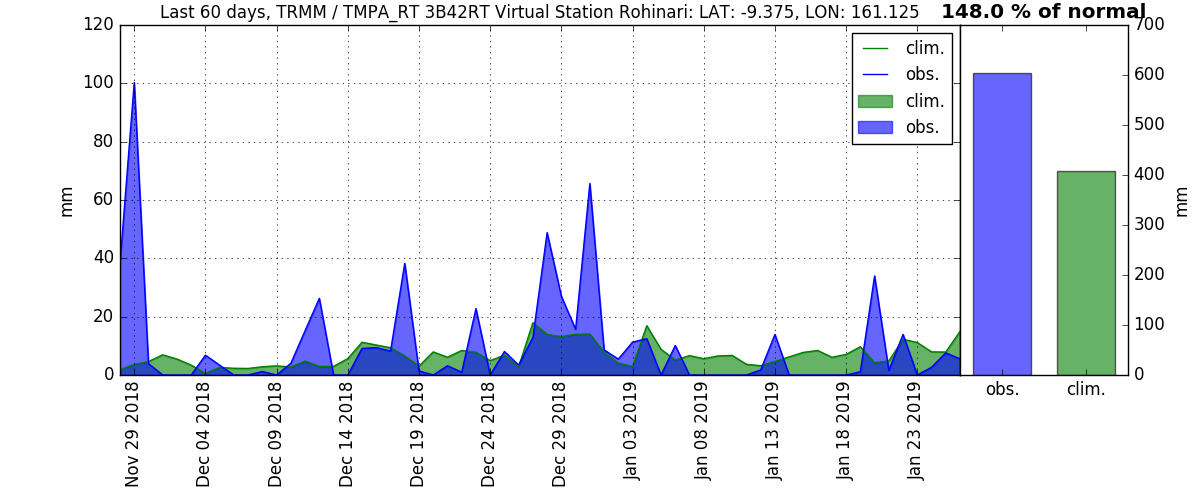 Last 60 days, TRMM / TMPA_RT 3B42RT Virtual Station Rohinari: LAT: -9.375, LON: 161.125
148.0 % of normal
120
100
80
60
40
20
0
mm
clim.
obs.
clim.
obs.
Nov 29 2018
Dec 04 2018
Dec 09 2018
Dec 14 2018
Dec 19 2018
Dec 24 2018
Dec 29 2018
Jan 03 2019
Jan 08 2019
Jan 13 2019
Jan 18 2019
Jan 23 2019
700
600
500
400
300
200
100
0
mm
obs.
clim.